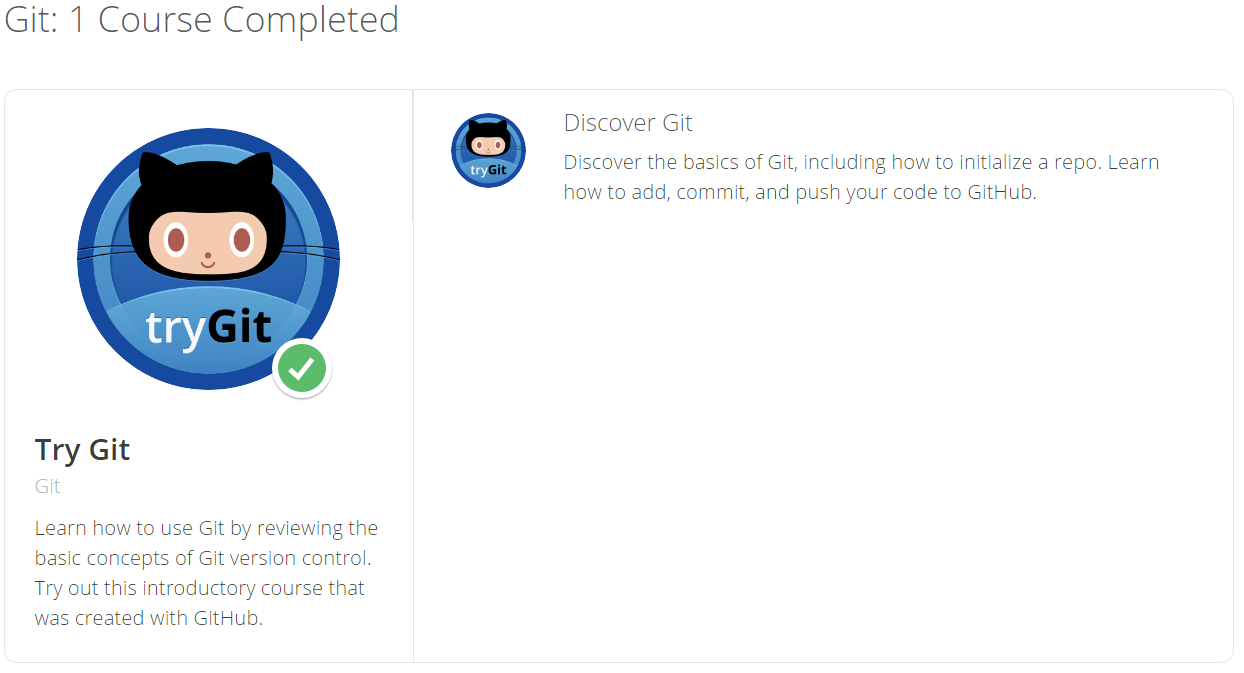 Git: 1 Course Completed
tryGit
Try Git
Git
Learn how to use Git by reviewing the
basic concepts of Git version control.
Try out this introductory course that
was created with GitHub.
tryGit
Discover Git
Discover the basics of Git, including how to initialize a repo. Learn
how to add, commit, and push your code to GitHub.